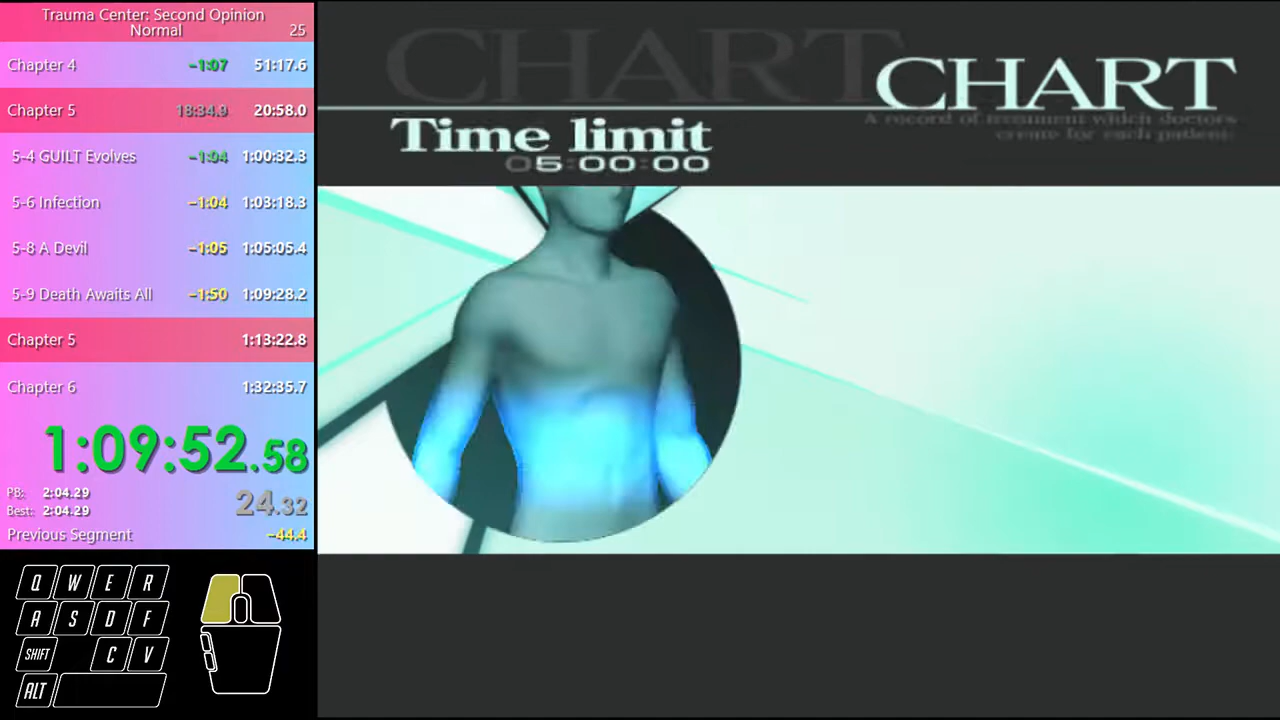 Trauma Center: Second Opinion
Normal 25
Chapter 4 -1:07 51:17.6
Chapter 5 18:34.9 20:58.0
5-4 GUILT Evolves -1:04 1:00:32.3
5-6 Infection -1:04 1:03:18.3
5-8 A Devil -1:05 1:05:05.4
5-9 Death Awaits All -1:50 1:09:28.2
Chapter 5 1:13:22.8
Chapter 6 1:32:35.7
1:09:52.58
PB: 2:04.29
24.32
Best: 2:04.29
Previous Segment -44.4
Q W E R
A S D F
SHIFT C V
ALT
CHART
CHART
A record of treatment which doctors
create for each patient.
Time limit
05:00:00